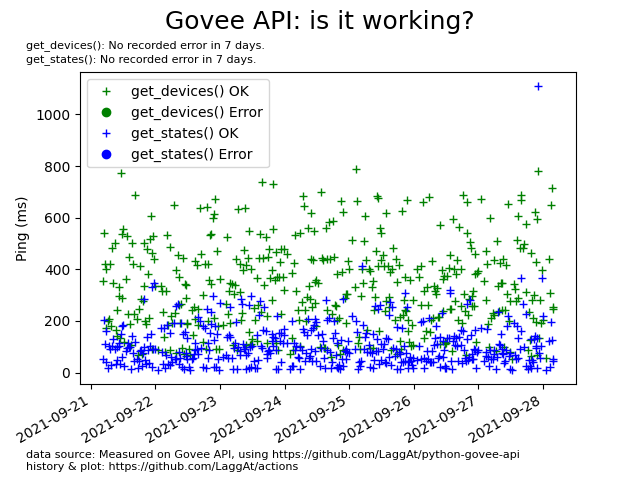 Govee API: is it working?
get_devices(): No recorded error in 7 days.
get_states(): No recorded error in 7 days.
get_devices() OK
get_devices() Error
get_states() OK
get_states() Error
Ping (ms)
1000
800
600
400
200
0
2021-09-21
2021-09-22
2021-09-23
2021-09-24
2021-09-25
2021-09-26
2021-09-27
2021-09-28
data source: Measured on Govee API, using https://github.com/LaggAt/python-govee-api
history & plot: https://github.com/LaggAt/actions